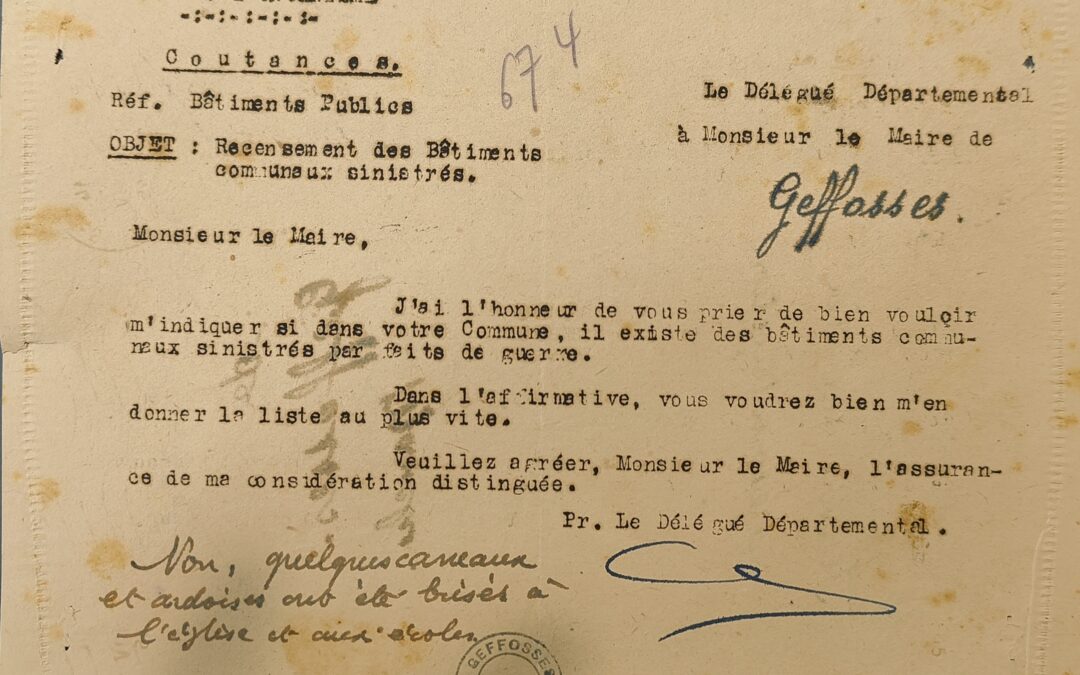 -:-:-:-:-:-
Coutances.
674
Réf. Bâtiments Publics
OBJET : Recensement des Bâtiments
communaux sinistrés.
Le Délégué Départemental
à Monsieur le Maire de
Geffosses.
Monsieur le Maire,
J'ai l'honneur de vous prier de bien vouloir
m'indiquer si dans votre Commune, il existe des bâtiments commu-
naux sinistrés par faits de guerre.
Dans l'affirmative, vous voudrez bien m'en
donner la liste au plus vite.
Veuillez agréer, Monsieur le Maire, l'assuran-
ce de ma considération distinguée.
Pr. Le Délégué Départemental.
Non, quelques carreaux
et ardoises ont été brisés à
l'église et aux écoles
GEFFOSSES